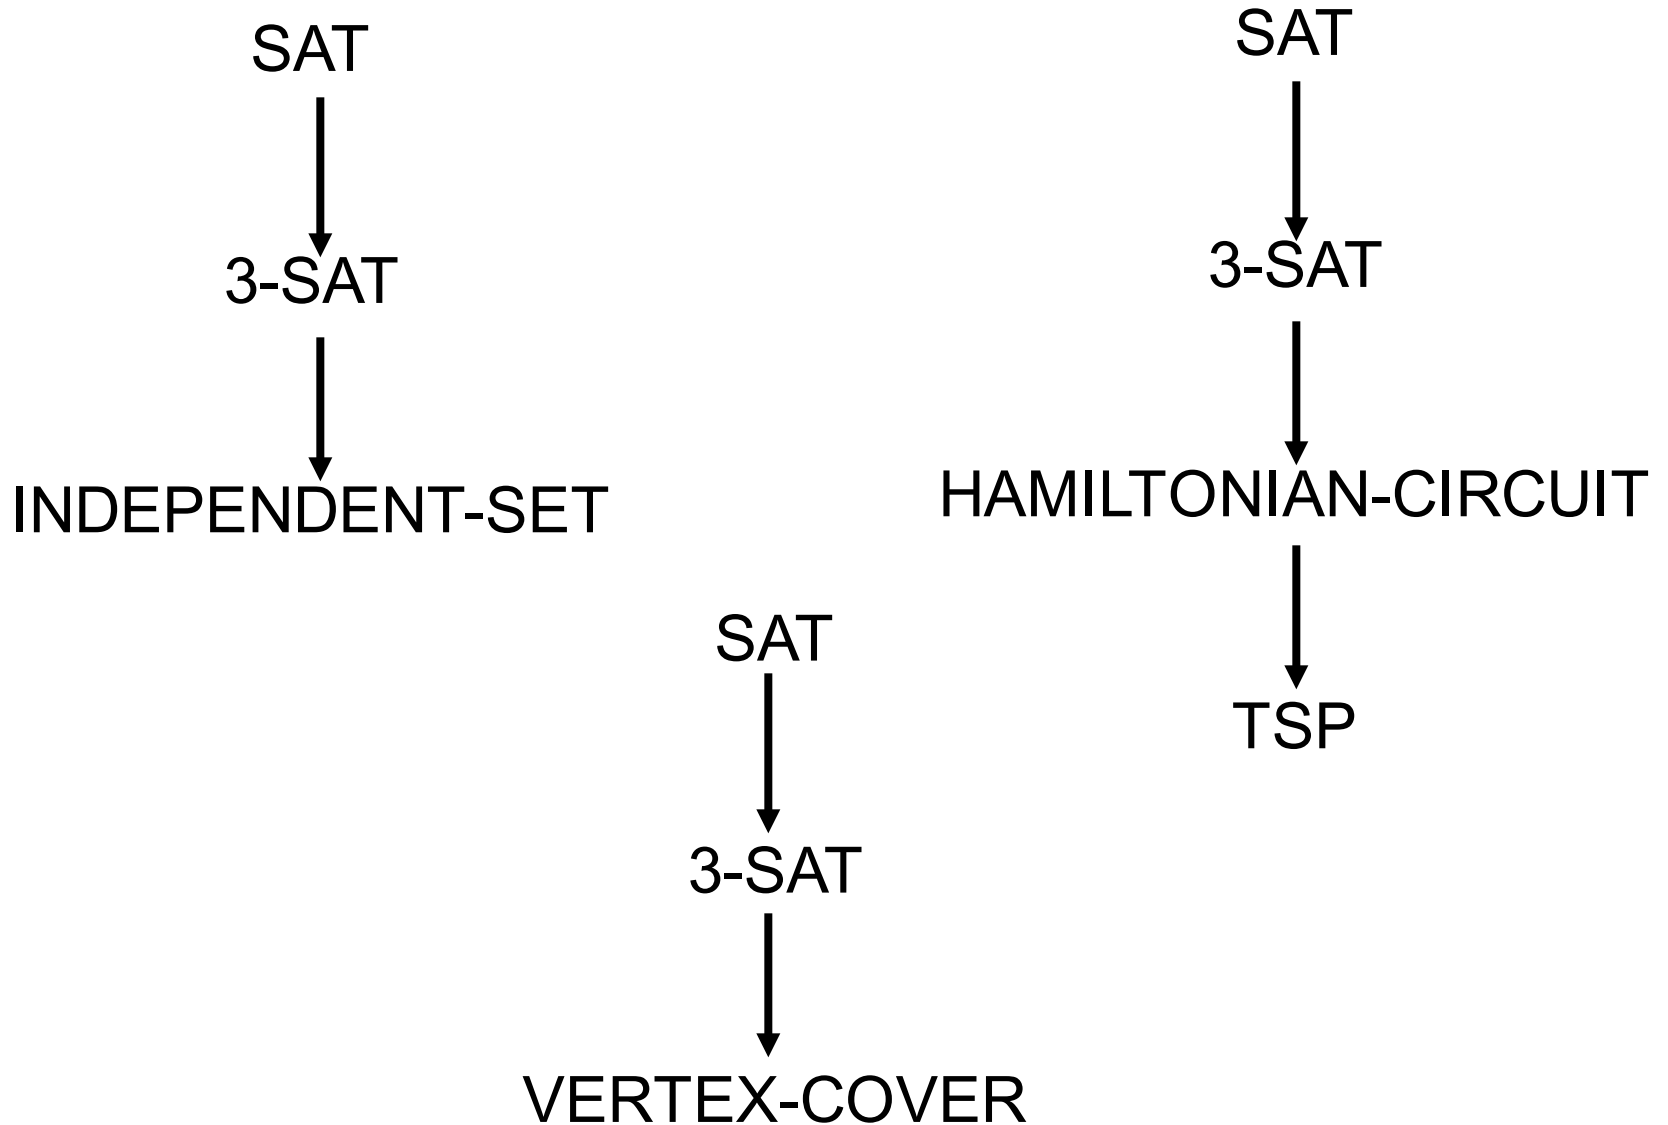 SAT
3-SAT
INDEPENDENT-SET
SAT
3-SAT
HAMILTONIAN-CIRCUIT
TSP
SAT
3-SAT
VERTEX-COVER